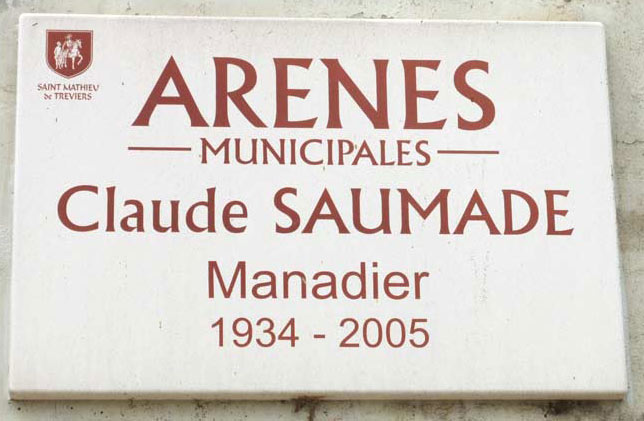 SAINT MATHIEU
de TREVIERS
ARENES
MUNICIPALES
Claude SAUMADE
Manadier
1934 - 2005